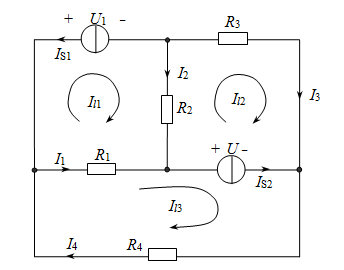 + U1 – R3
IS1
I2
Il1 Il2 I3
R2
+ U –
I1 R1
IS2
Il3
I4 R4